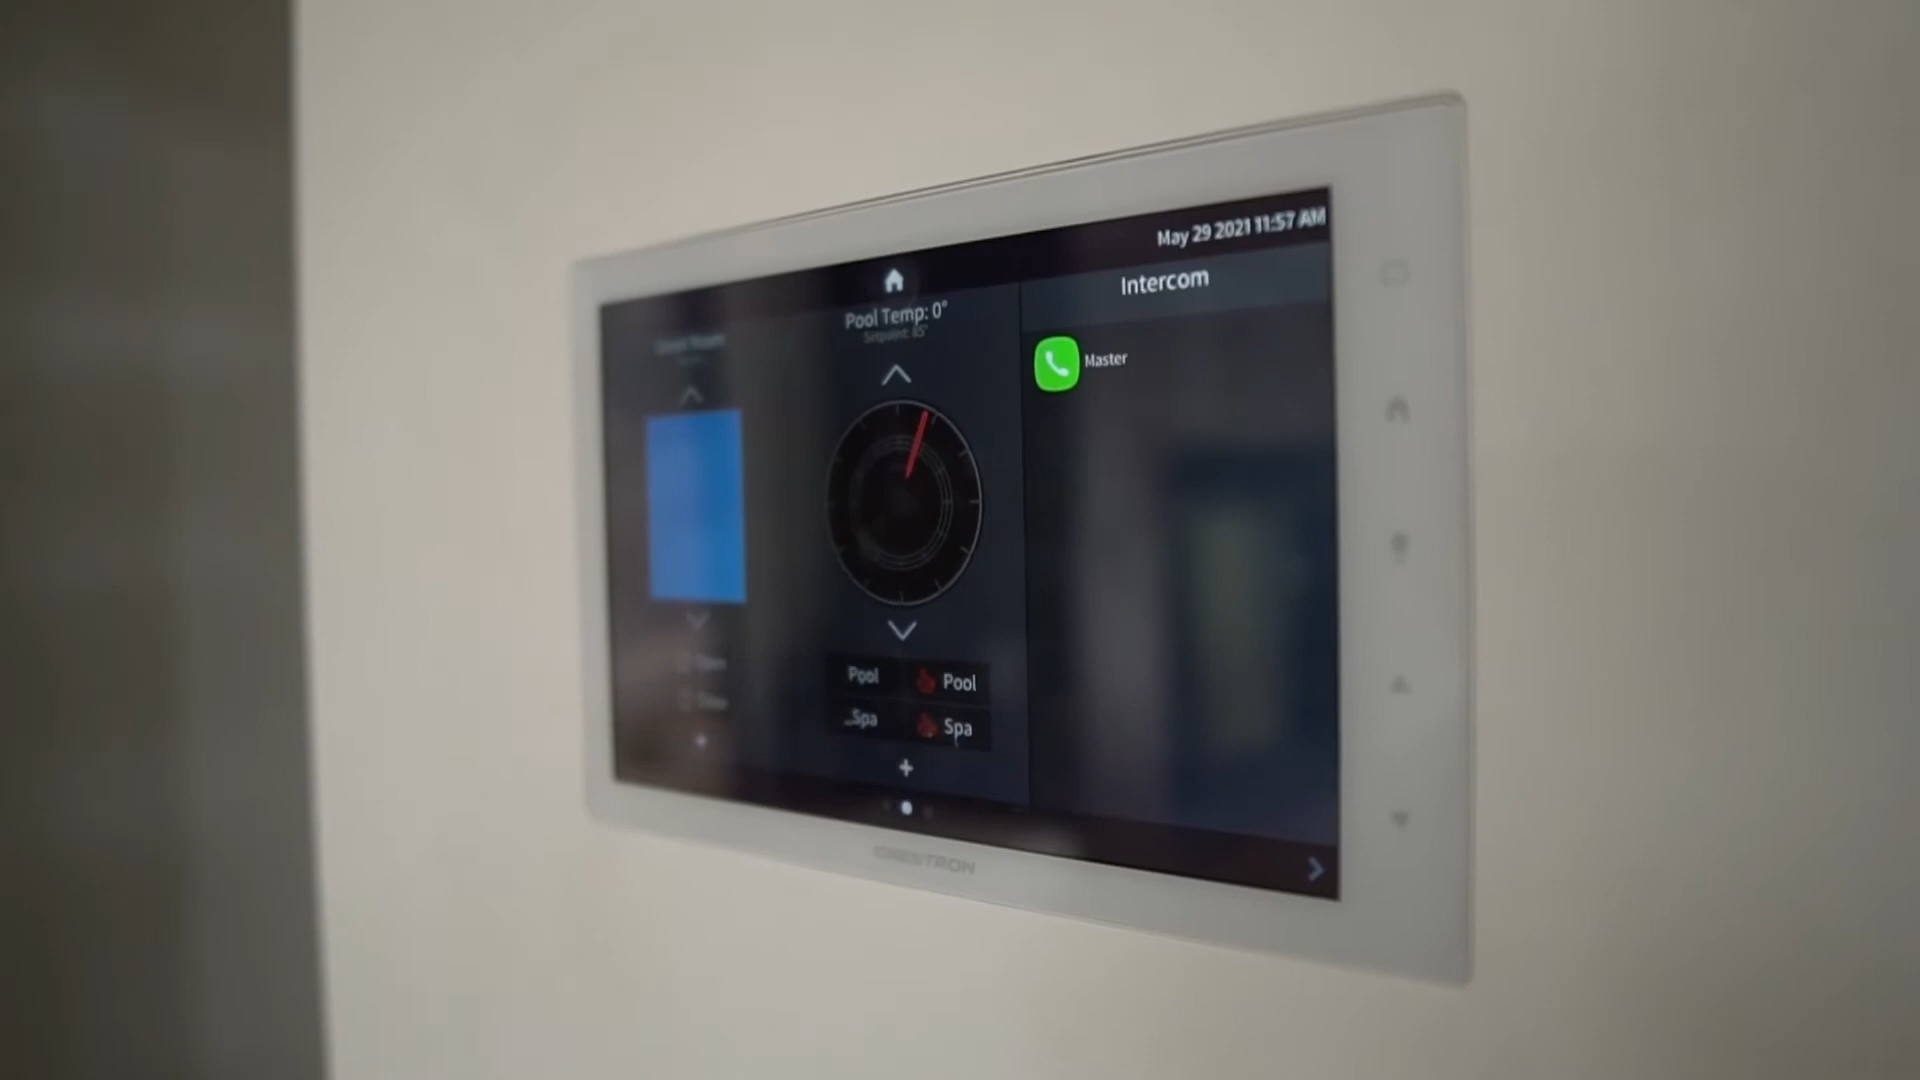 May 29 2021 11:57 AM
Pool Temp: 0°
Setpoint: 85°
Intercom
Master
Pool
Pool
Spa
Spa
CRESTRON